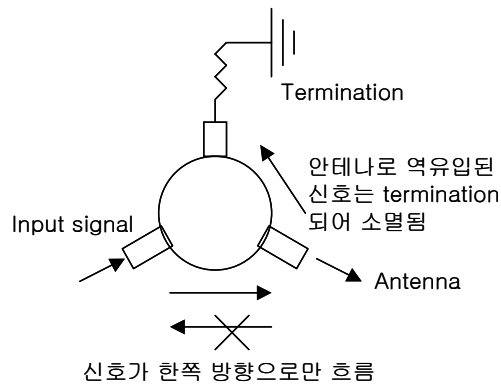 Termination
안테나로 역유입된
신호는 termination
되어 소멸됨
Input signal
Antenna
신호가 한쪽 방향으로만 흐름